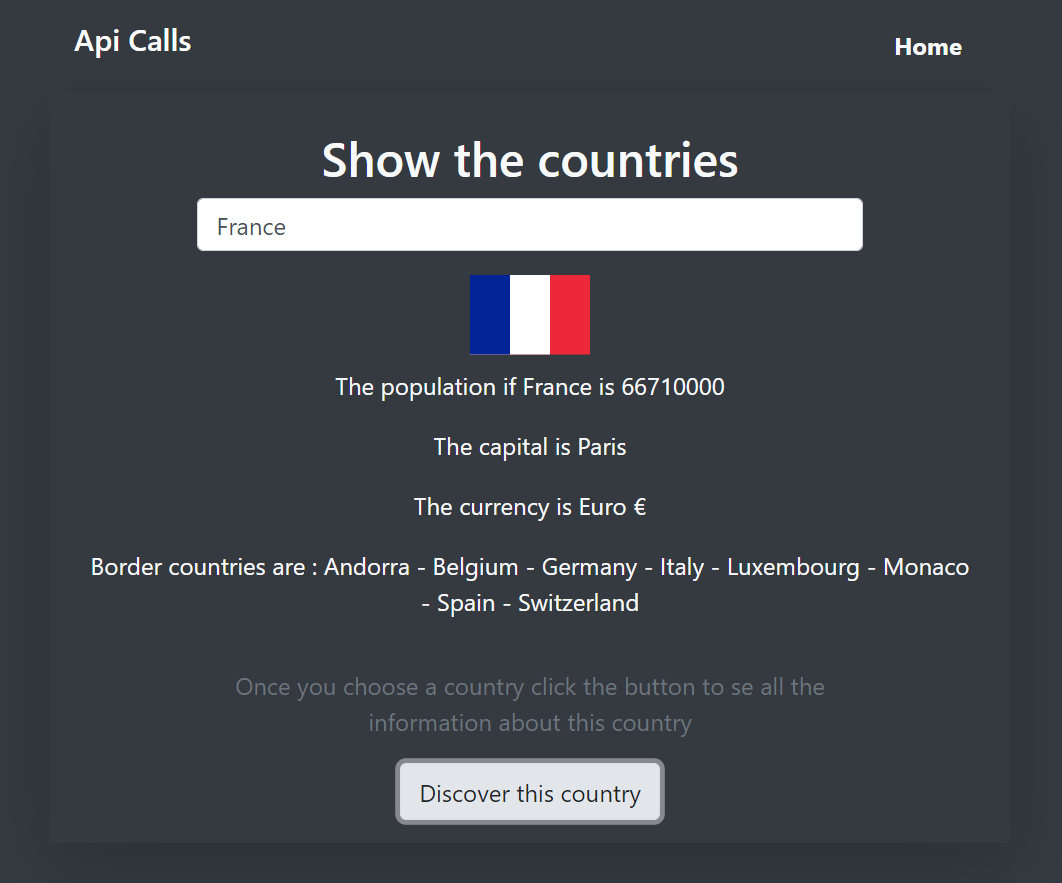 Api Calls
Home
Show the countries
France
The population if France is 66710000
The capital is Paris
The currency is Euro €
Border countries are : Andorra - Belgium - Germany - Italy - Luxembourg - Monaco
- Spain - Switzerland
Once you choose a country click the button to se all the
information about this country
Discover this country